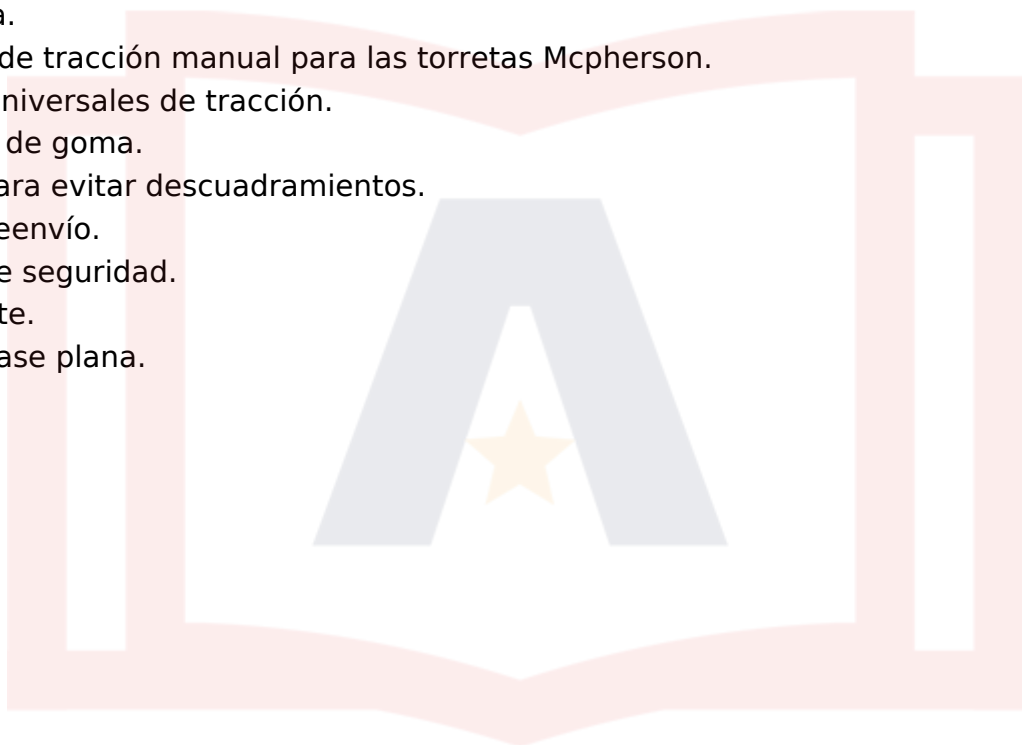 a.
de tracción manual para las torretas Mcpherson.
niversales de tracción.
de goma.
ara evitar descuadramientos.
eenvío.
e seguridad.
te.
ase plana.